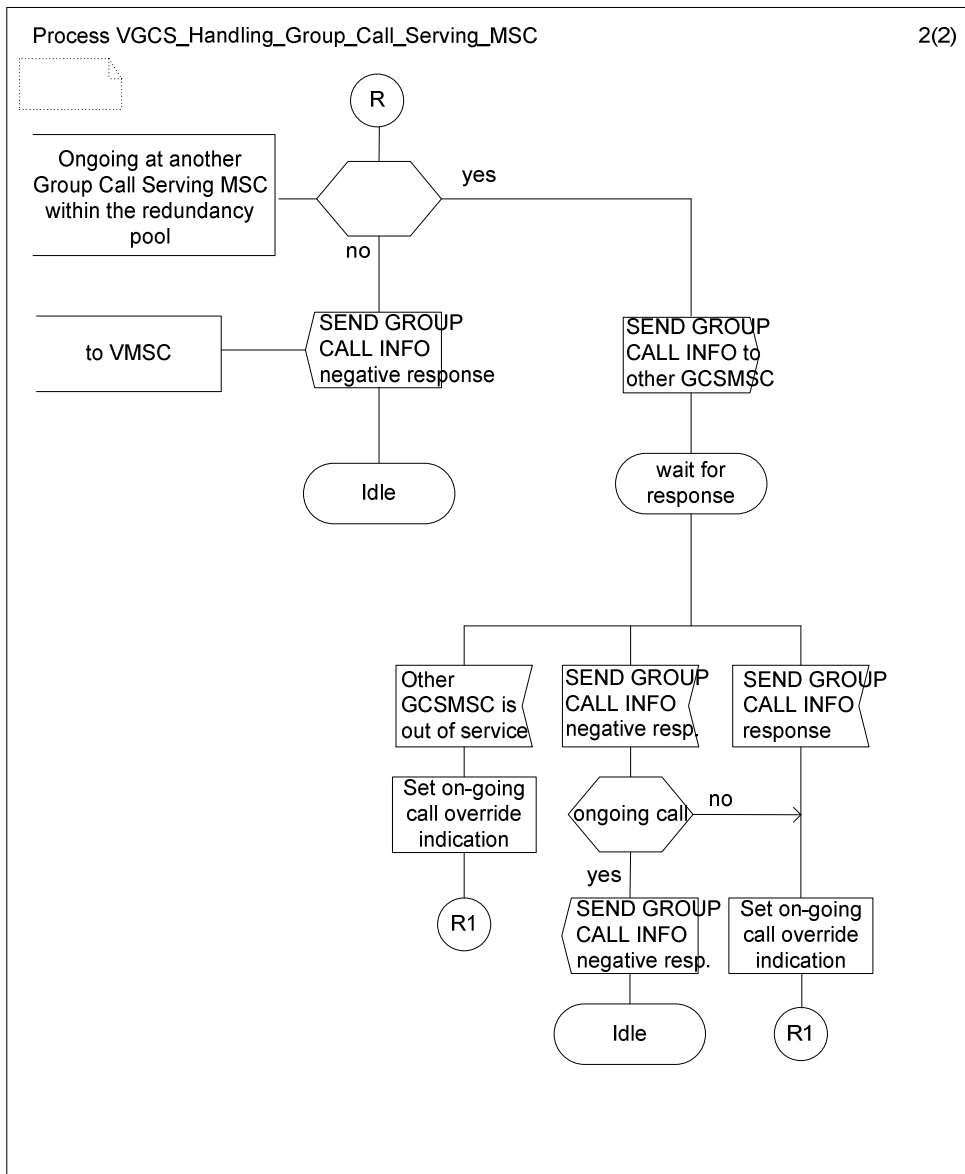 Process VGCS_Handling_Group_Call_Serving_MSC
2(2)
R
Ongoing at another
Group Call Serving MSC
within the redundancy
pool
yes
no
to VMSC
SEND GROUP
CALL INFO
negative response
SEND GROUP
CALL INFO to
other GCSMSC
Idle
wait for
response
Other
GCSMSC is
out of service
SEND GROUP
CALL INFO
negative resp.
SEND GROUP
CALL INFO
response
Set on-going
call override
indication
ongoing call
no
yes
R1
SEND GROUP
CALL INFO
negative resp.
Set on-going
call override
indication
Idle
R1